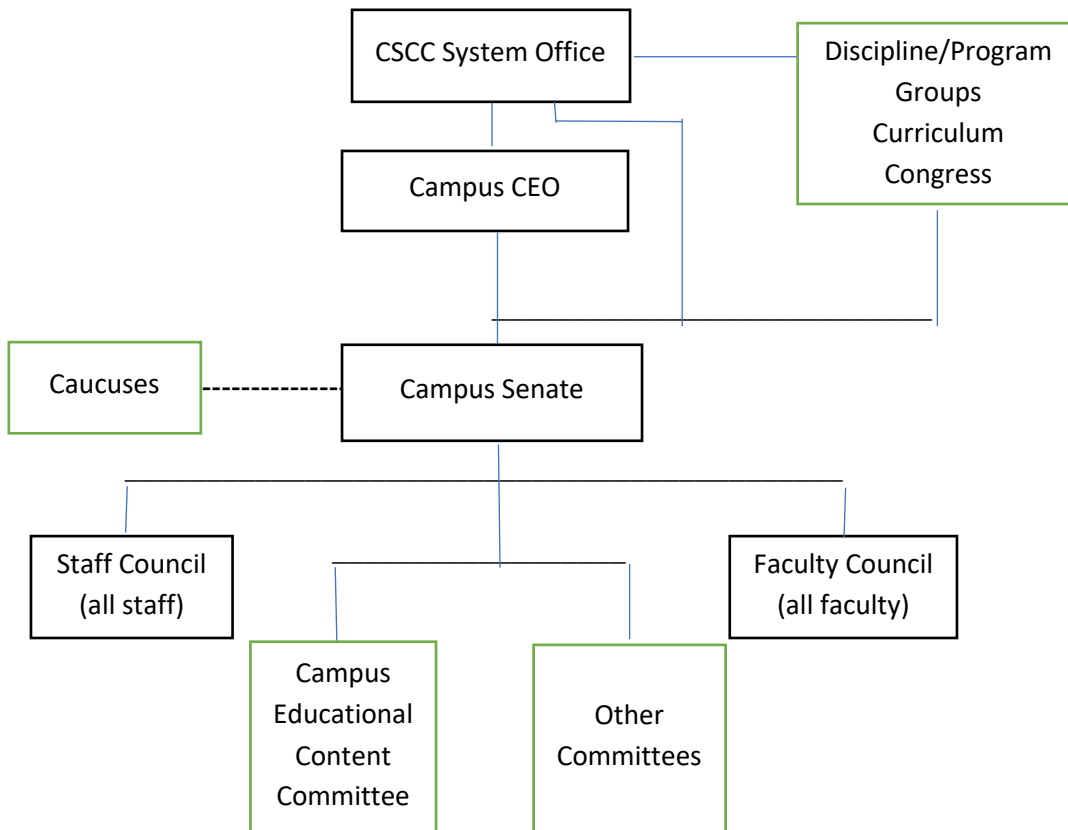 CSCC System Office
Discipline/Program
Groups
Curriculum
Congress
Campus CEO
Caucuses
Campus Senate
Staff Council
(all staff)
Faculty Council
(all faculty)
Campus
Educational
Content
Committee
Other
Committees